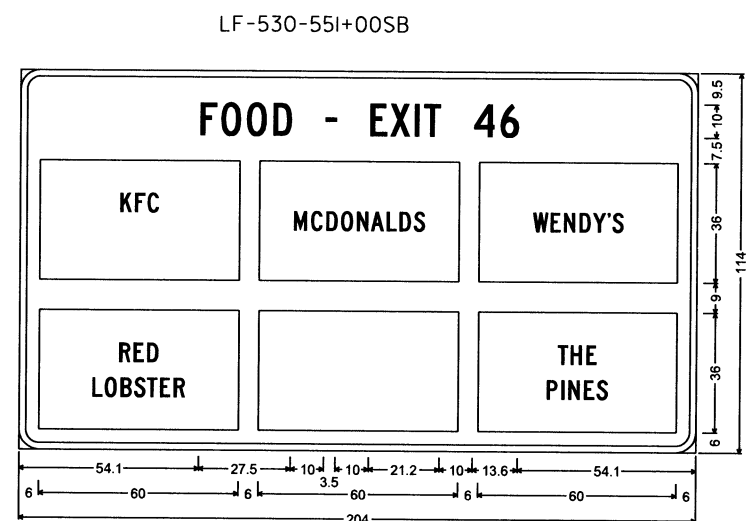 LF-530-551+00SB
FOOD - EXIT 46
KFC
MCDONALDS
WENDY'S
RED
LOBSTER
THE
PINES
9.5
10
7.5
36
9
36
6
114
54.1 27.5 10 3.5 10 21.2 10 13.6 54.1
6 60 6 60 6 60 6
204